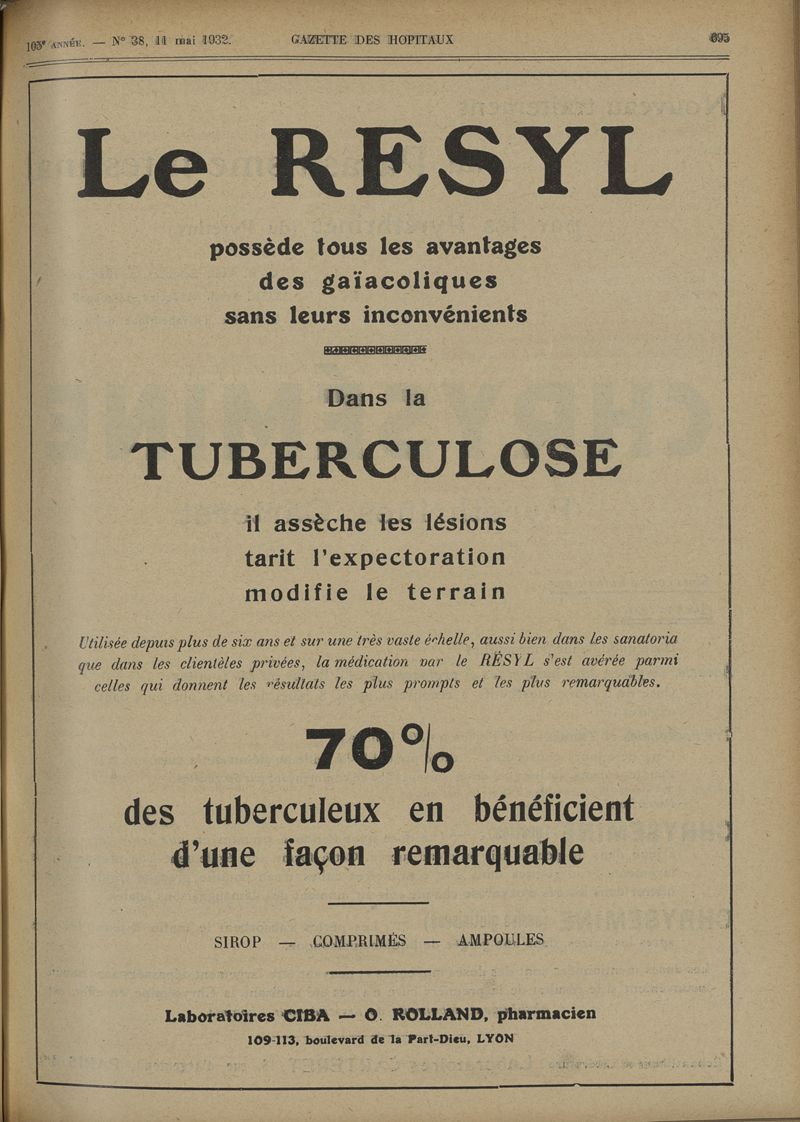 103e ANNÉE. — N° 38, 11 mai 1932. GAZETTE DES HOPITAUX 695
Le RESYL
possède tous les avantages
des gaïacoliques
sans leurs inconvénients
Dans la
TUBERCULOSE
il assèche les lésions
tarit l'expectoration
modifie le terrain
Utilisée depuis plus de six ans et sur une très vaste échelle, aussi bien dans les sanatoria
que dans les clientèles privées, la médication par le RÉSYL s'est avérée parmi
celles qui donnent les résultats les plus prompts et les plus remarquables.
70%
des tuberculeux en bénéficient
d'une façon remarquable
SIROP — COMPRIMÉS — AMPOULES
Laboratoires CIBA — O. ROLLAND, pharmacien
109-113, boulevard de la Part-Dieu, LYON